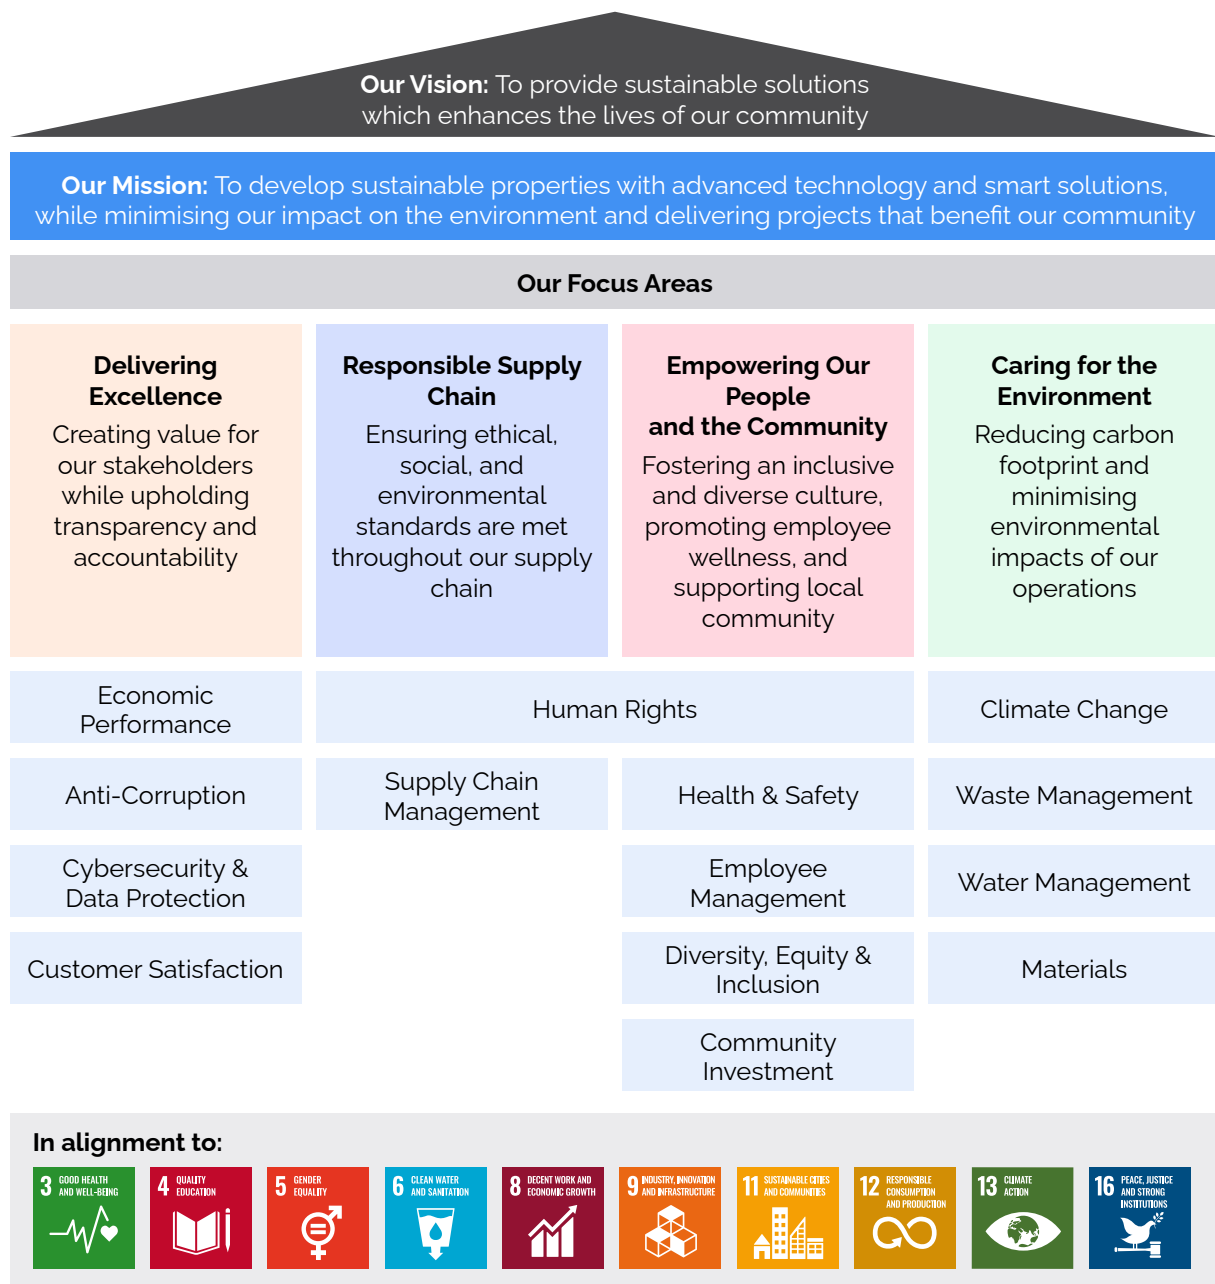 Our Vision: To provide sustainable solutions
which enhances the lives of our community
Our Mission: To develop sustainable properties with advanced technology and smart solutions,
while minimising our impact on the environment and delivering projects that benefit our community
Our Focus Areas
Delivering
Excellence
Creating value for
our stakeholders
while upholding
transparency and
accountability
Responsible Supply
Chain
Ensuring ethical,
social, and
environmental
standards are met
throughout our supply
chain
Empowering Our
People
and the Community
Fostering an inclusive
and diverse culture,
promoting employee
wellness, and
supporting local
community
Caring for the
Environment
Reducing carbon
footprint and
minimising
environmental
impacts of our
operations
Economic
Performance
Human Rights
Climate Change
Anti-Corruption
Supply Chain
Management
Health & Safety
Waste Management
Cybersecurity &
Data Protection
Employee
Management
Water Management
Customer Satisfaction
Diversity, Equity &
Inclusion
Materials
Community
Investment
In alignment to:
3 GOOD HEALTH
AND WELL-BEING
4 QUALITY
EDUCATION
5 GENDER
EQUALITY
6 CLEAN WATER
AND SANITATION
8 DECENT WORK AND
ECONOMIC GROWTH
9 INDUSTRY, INNOVATION
AND INFRASTRUCTURE
11 SUSTAINABLE CITIES
AND COMMUNITIES
12 RESPONSIBLE
CONSUMPTION
AND PRODUCTION
13 CLIMATE
ACTION
16 PEACE, JUSTICE
AND STRONG
INSTITUTIONS